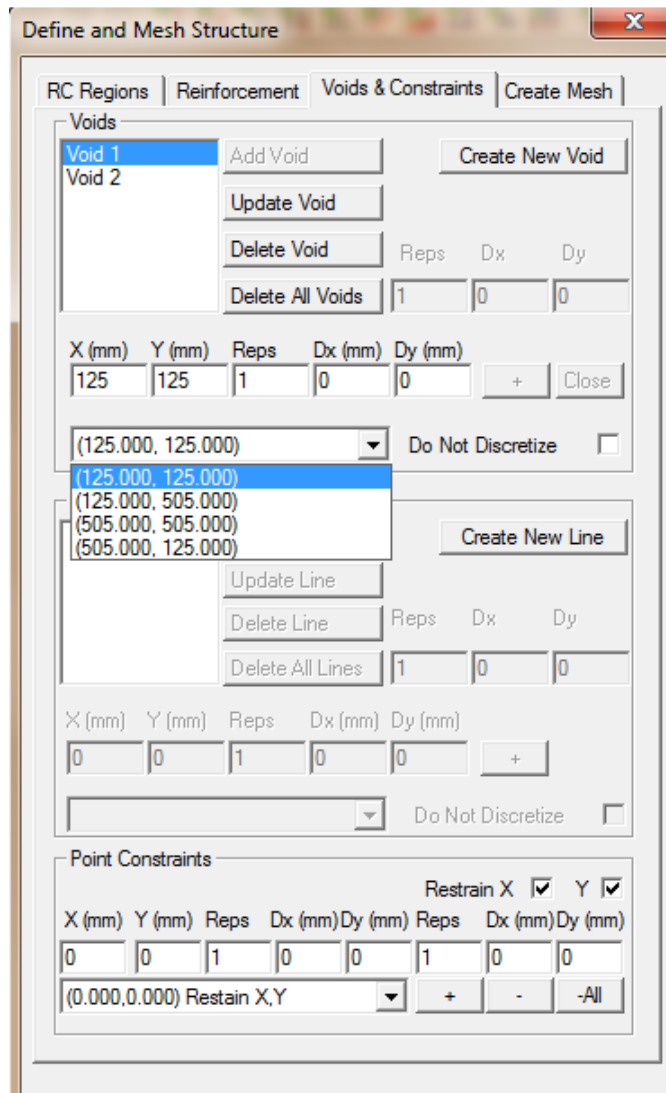 Define and Mesh Structure
x
RC Regions Reinforcement Voids & Constraints Create Mesh
Voids
Void 1 Add Void Create New Void
Void 2
Update Void
Delete Void Reps Dx Dy
Delete All Voids 1 0 0
X (mm) Y (mm) Reps Dx (mm) Dy (mm)
125 125 1 0 0 + Close
(125.000, 125.000) Do Not Discretize
(125.000, 125.000)
(125.000, 505.000)
(505.000, 505.000)
(505.000, 125.000)
Create New Line
Update Line
Delete Line Reps Dx Dy
Delete All Lines 1 0 0
X (mm) Y (mm) Reps Dx (mm) Dy (mm)
0 0 1 0 0 +
Do Not Discretize
Point Constraints
Restrain X Y
X (mm) Y (mm) Reps Dx (mm) Dy (mm) Reps Dx (mm) Dy (mm)
0 0 1 0 0 1 0 0
(0.000,0.000) Restain X,Y + - -All